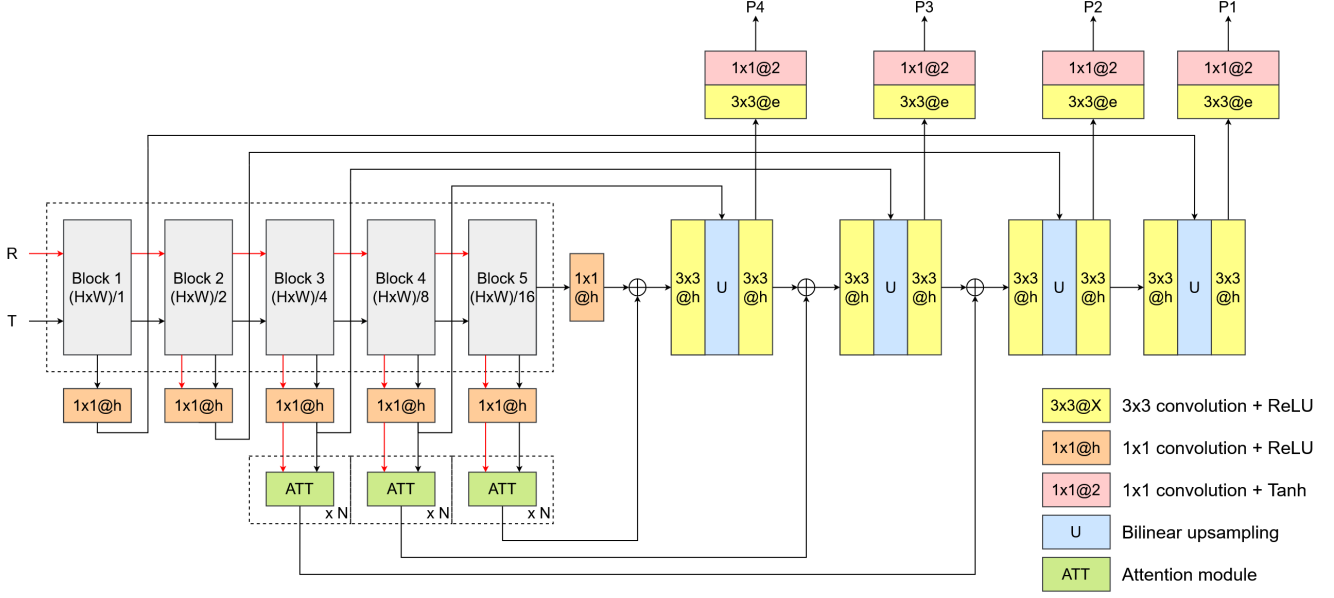 P4
P3
P2
P1
1x1@2
1x1@2
1x1@2
1x1@2
3x3@e
3x3@e
3x3@e
3x3@e
R
T
Block 1
(HxW)/1
Block 2
(HxW)/2
Block 3
(HxW)/4
Block 4
(HxW)/8
Block 5
(HxW)/16
1x1
@h
3x3
@h
U
3x3
@h
3x3
@h
U
3x3
@h
3x3
@h
U
3x3
@h
3x3
@h
U
3x3
@h
1x1@h
1x1@h
1x1@h
1x1@h
1x1@h
ATT
x N
ATT
x N
ATT
x N
3x3@X
3x3 convolution + ReLU
1x1@h
1x1 convolution + ReLU
1x1@2
1x1 convolution + Tanh
U
Bilinear upsampling
ATT
Attention module